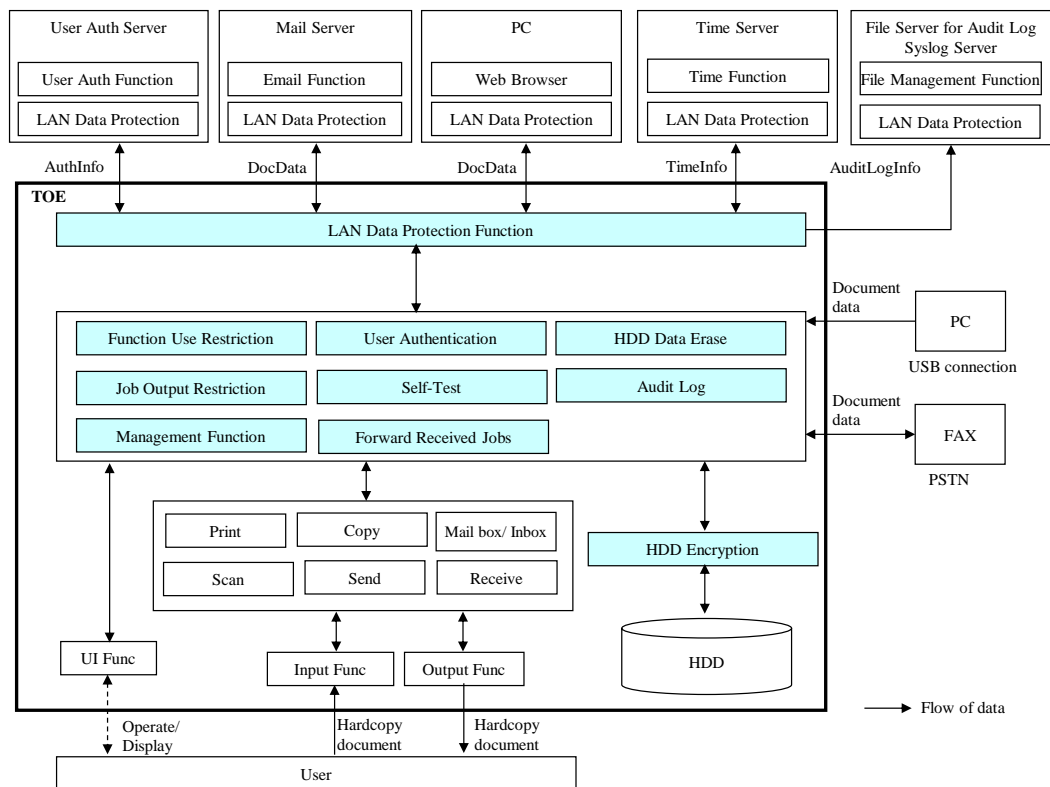 User Auth Server
User Auth Function
LAN Data Protection
Mail Server
Email Function
LAN Data Protection
PC
Web Browser
LAN Data Protection
Time Server
Time Function
LAN Data Protection
File Server for Audit Log
Syslog Server
File Management Function
LAN Data Protection
AuthInfo
DocData
DocData
TimeInfo
AuditLogInfo
TOE
LAN Data Protection Function
Function Use Restriction
User Authentication
HDD Data Erase
Job Output Restriction
Self-Test
Audit Log
Management Function
Forward Received Jobs
Document
data
PC
USB connection
Document
data
FAX
PSTN
Print
Copy
Mail box/ Inbox
Scan
Send
Receive
HDD Encryption
HDD
UI Func
Input Func
Output Func
Flow of data
Operate/
Display
Hardcopy
document
Hardcopy
document
User